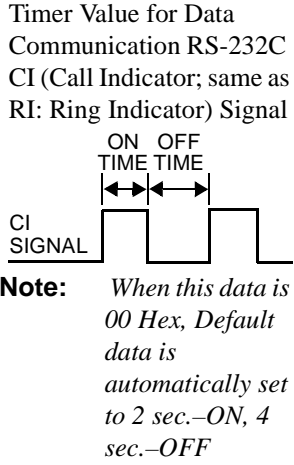 Timer Value for Data
Communication RS-232C
CI (Call Indicator; same as
RI: Ring Indicator) Signal
ON OFF
TIME TIME
CI
SIGNAL
Note: When this data is
00 Hex, Default
data is
automatically set
to 2 sec.–ON, 4
sec.–OFF